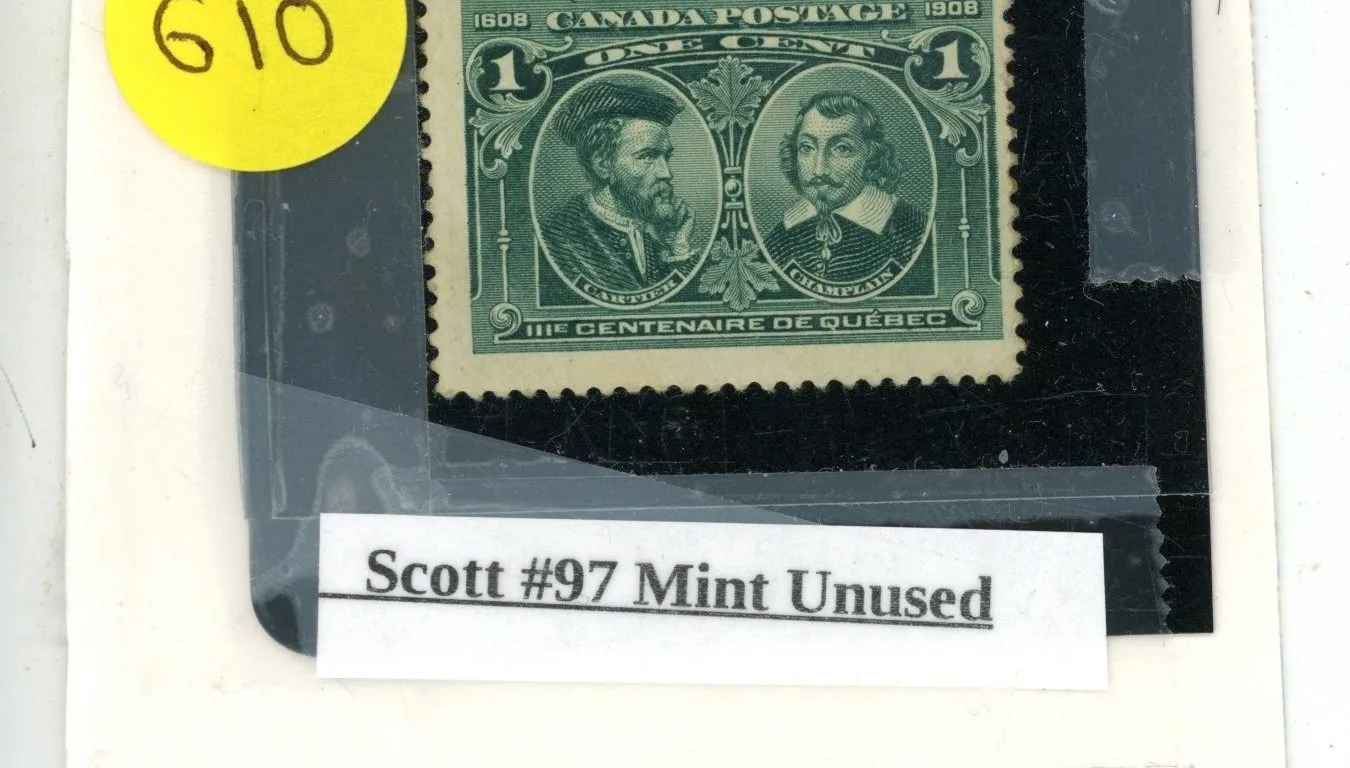 610
1608 CANADA POSTAGE 1908
ONE CENT
1 1
CARTIER CHAMPLAIN
IIIE CENTENAIRE DE QUÉBEC
Scott #97 Mint Unused